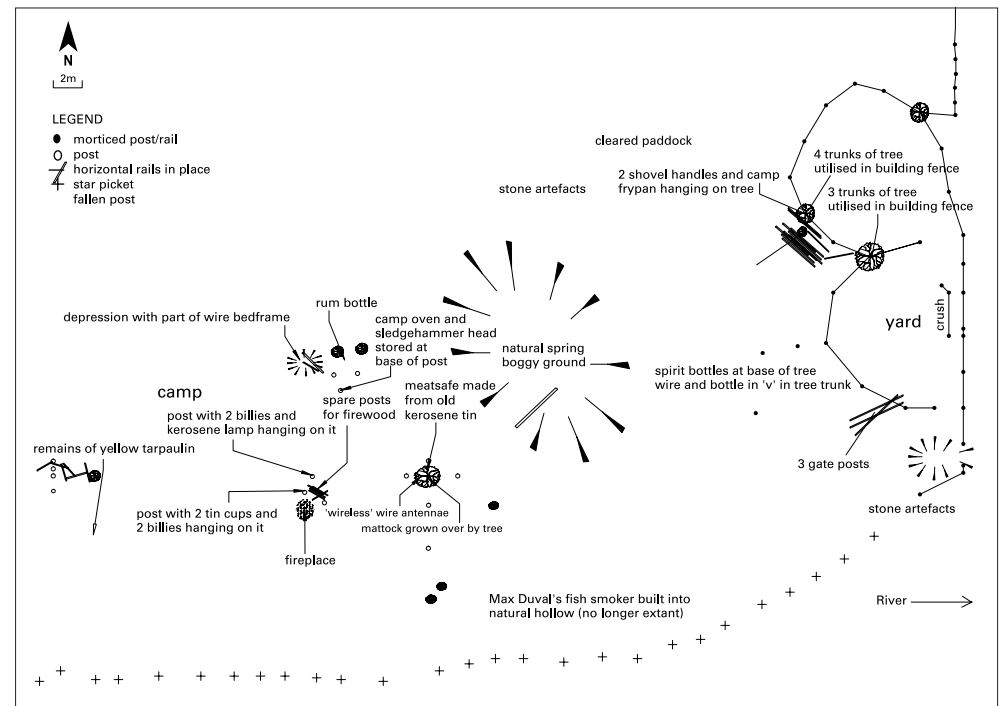 N
2m
LEGEND
morticed post/rail
post
horizontal rails in place
star picket
fallen post
cleared paddock
stone artefacts
2 shovel handles and camp
frypan hanging on tree
4 trunks of tree
utilised in building fence
3 trunks of tree
utilised in building fence
rum bottle
depression with part of wire bedframe
camp oven and
sledgehammer head
stored at
base of post
natural spring
boggy ground
yard
crush
spirit bottles at base of tree
wire and bottle in 'v' in tree trunk
camp
spare posts
for firewood
meatsafe made
from old
kerosene tin
post with 2 billies and
kerosene lamp hanging on it
remains of yellow tarpaulin
3 gate posts
post with 2 tin cups and
2 billies hanging on it
'wireless' wire antennae
mattock grown over by tree
stone artefacts
fireplace
Max Duval's fish smoker built into
natural hollow (no longer extant)
River